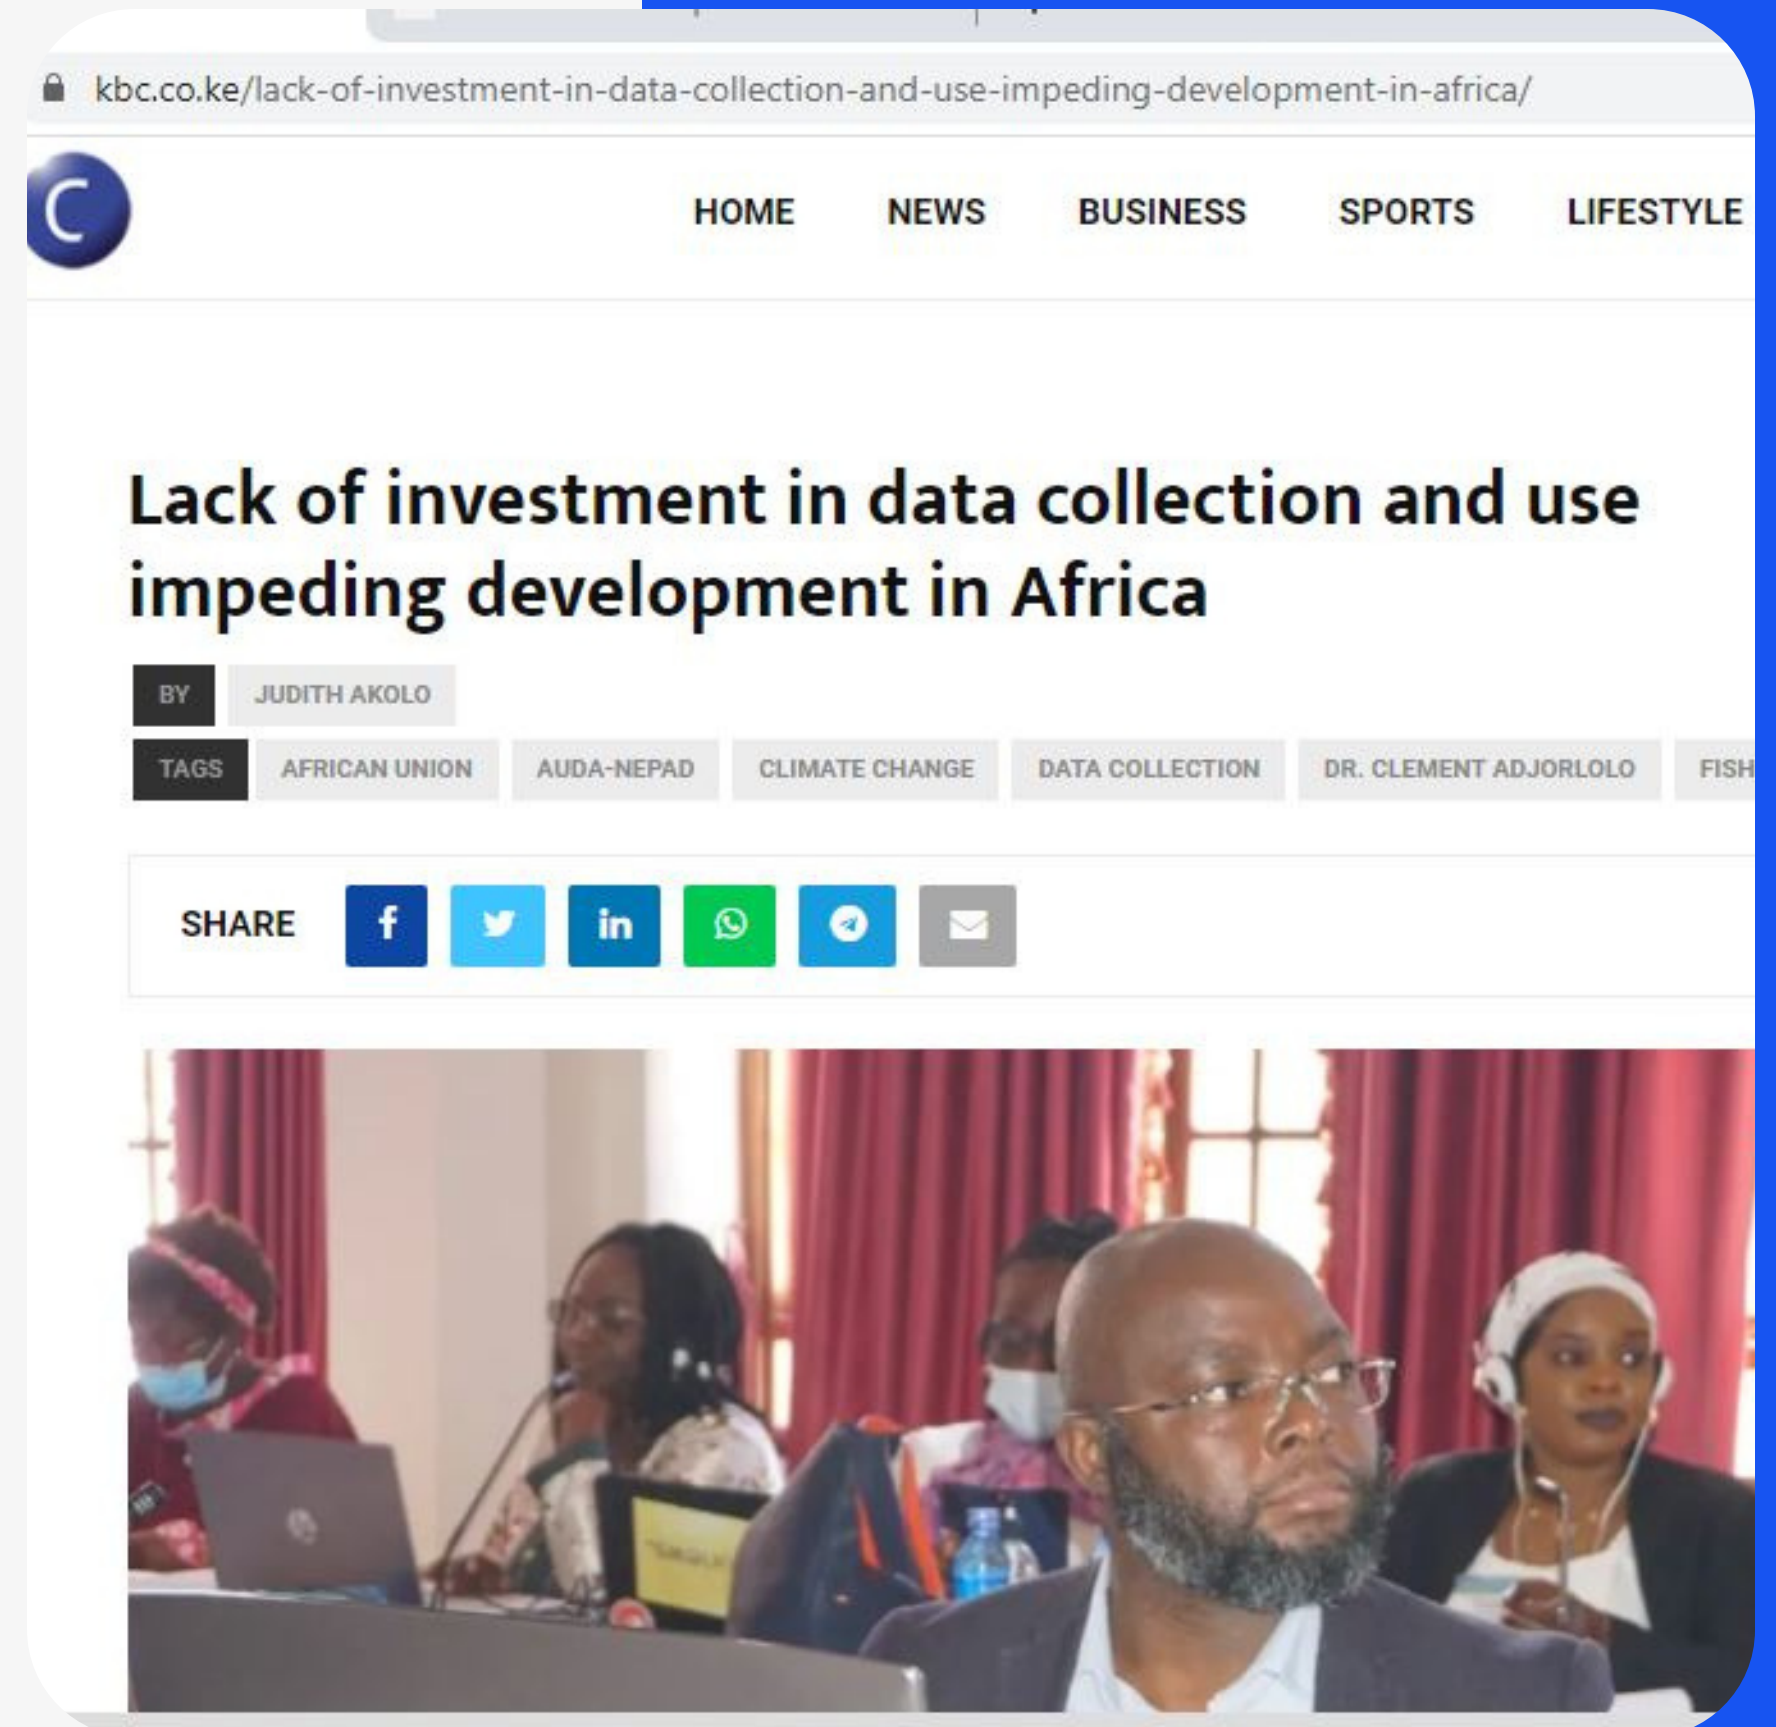 kbc.co.ke/lack-of-investment-in-data-collection-and-use-impeding-development-in-africa/
C
HOME NEWS BUSINESS SPORTS LIFESTYLE
Lack of investment in data collection and use
impeding development in Africa
BY JUDITH AKOLO
TAGS AFRICAN UNION AUDA-NEPAD CLIMATE CHANGE DATA COLLECTION DR. CLEMENT ADJORLOLO FISH
SHARE f in